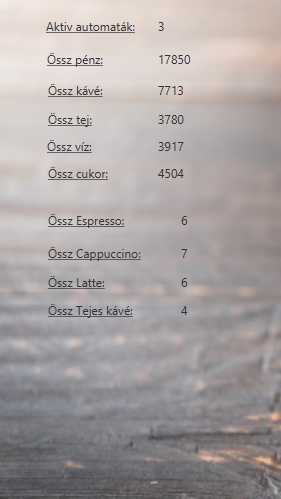 Aktiv automaták: 3
Össz pénz: 17850
Össz kávé: 7713
Össz tej: 3780
Össz víz: 3917
Össz cukor: 4504
Össz Espresso: 6
Össz Cappuccino: 7
Össz Latte: 6
Össz Tejes kávé: 4